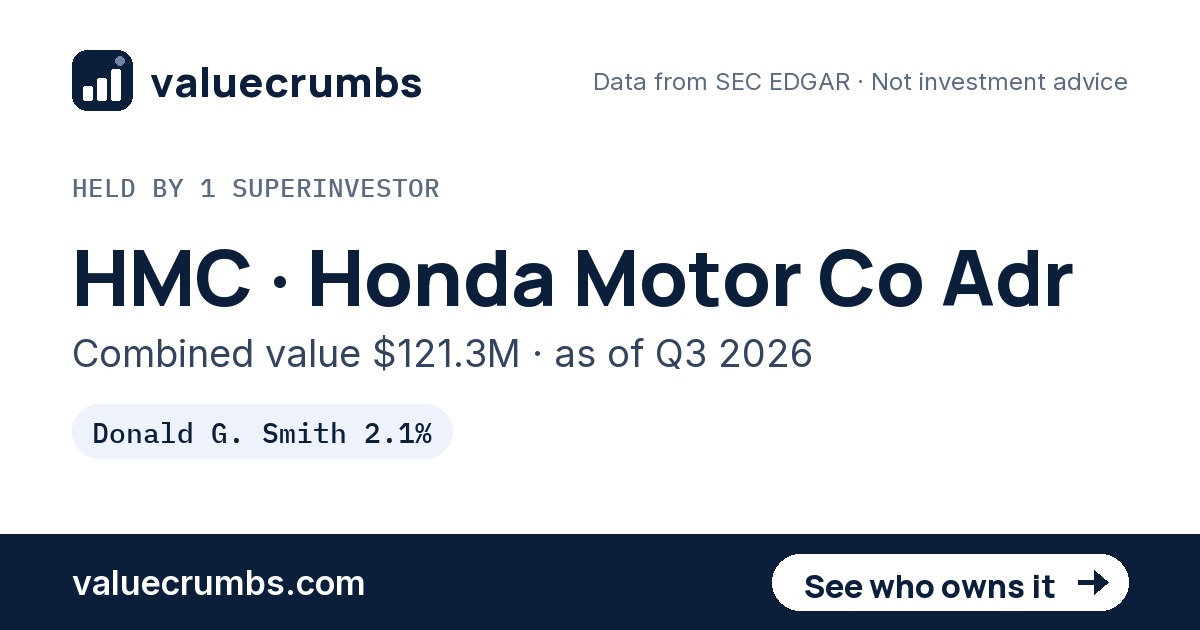 valuecrumbs
Data from SEC EDGAR · Not investment advice
HELD BY 1 SUPERINVESTOR
HMC · Honda Motor Co Adr
Combined value $121.3M · as of Q3 2026
Donald G. Smith 2.1%
valuecrumbs.com
See who owns it →